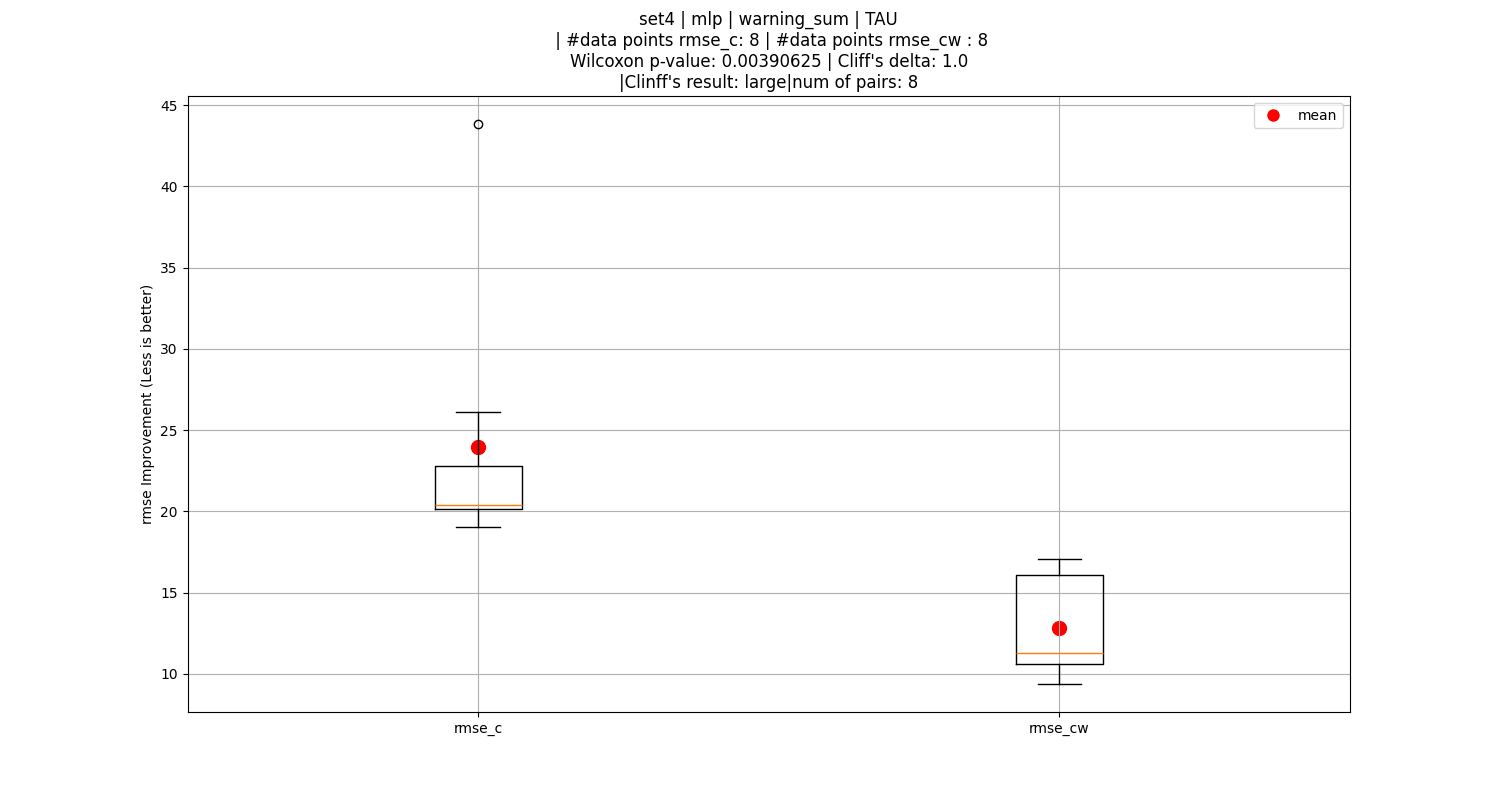 set4 | mlp | warning_sum | TAU
| #data points rmse_c: 8 | #data points rmse_cw : 8
Wilcoxon p-value: 0.00390625 | Cliff's delta: 1.0
|Clinff's result: large|num of pairs: 8
mean
rmse Improvement (Less is better)
45
40
35
30
25
20
15
10
rmse_c
rmse_cw